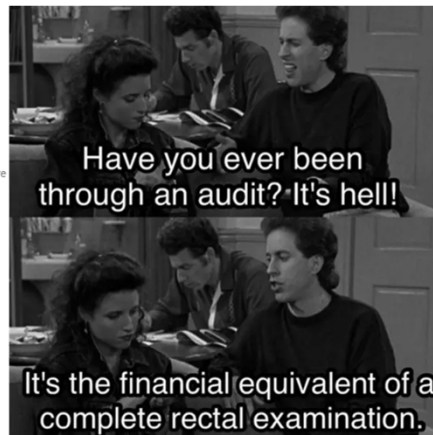 Have you ever been
through an audit? It's hell!
It's the financial equivalent of a
complete rectal examination.